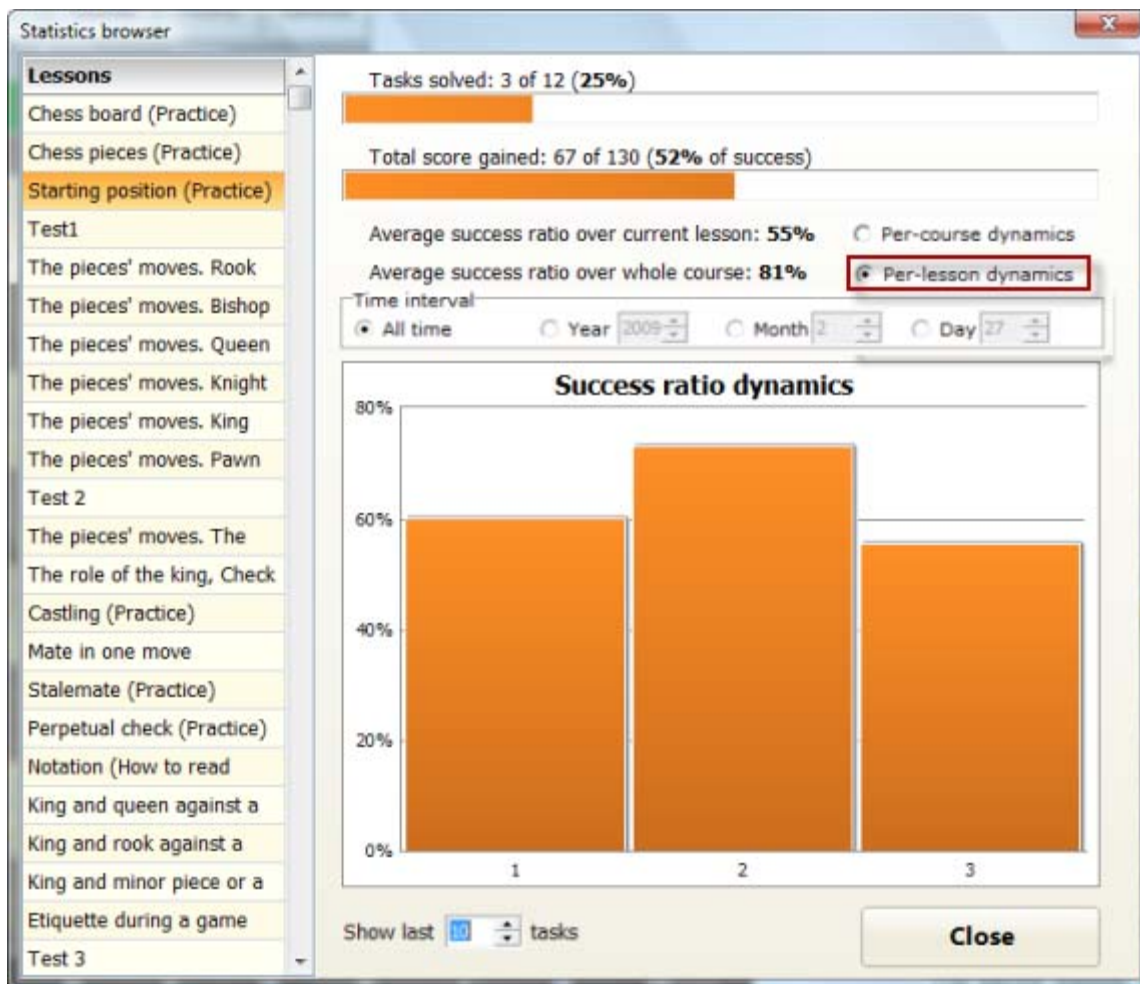 Statistics browser
Lessons
Chess board (Practice)
Chess pieces (Practice)
Starting position (Practice)
Test1
The pieces' moves. Rook
The pieces' moves. Bishop
The pieces' moves. Queen
The pieces' moves. Knight
The pieces' moves. King
The pieces' moves. Pawn
Test 2
The pieces' moves. The
The role of the king, Check
Castling (Practice)
Mate in one move
Stalemate (Practice)
Perpetual check (Practice)
Notation (How to read
King and queen against a
King and rook against a
King and minor piece or a
Etiquette during a game
Test 3
Tasks solved: 3 of 12 (25%)
Total score gained: 67 of 130 (52% of success)
Average success ratio over current lesson: 55%
Per-course dynamics
Average success ratio over whole course: 81%
Per-lesson dynamics
Time interval
All time Year 2009 Month 2 Day 27
Success ratio dynamics
80%
60%
40%
20%
0%
1 2 3
Show last 10 tasks
Close